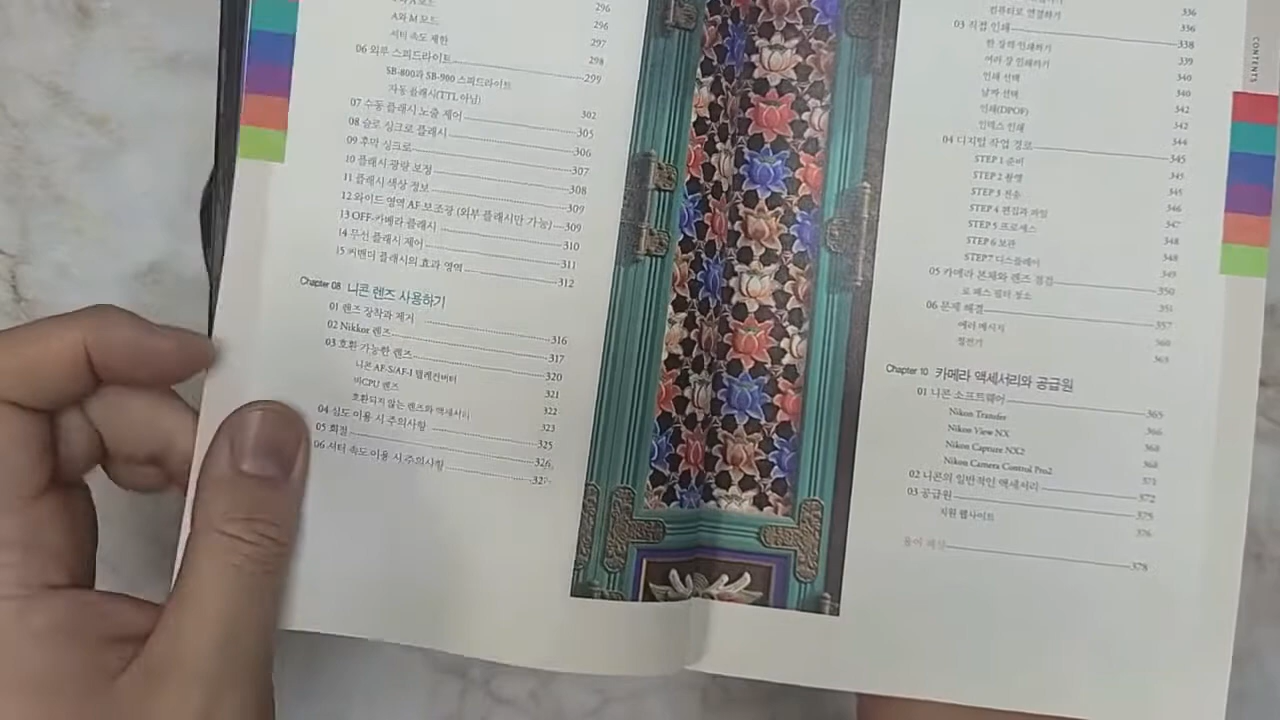 A와 M 모드
296
296
셔터 속도 제한
297
06 외부 스피드라이트
298
SB-800과 SB-900 스피드라이트
299
자동 플래시(TTL 아님)
07 수동 플래시 노출 제어
302
08 슬로 싱크로 플래시
305
09 후막 싱크로
306
10 플래시 광량 보정
307
11 플래시 색상 정보
308
12 와이드 영역 AF 보조광 (외부 플래시만 가능)
309
309
13 OFF-카메라 플래시
310
14 무선 플래시 제어
311
15 커맨더 플래시의 효과 영역
312
Chapter 08 니콘 렌즈 사용하기
01 렌즈 장착과 제거
316
02 Nikkor 렌즈
317
03 호환 가능한 렌즈
320
니콘 AF-S/AF-I 텔레컨버터
321
비CPU 렌즈
322
호환되지 않는 렌즈와 액세서리
323
04 심도 이용 시 주의사항
325
05 회절
326
06 셔터 속도 이용 시 주의사항
327
CONTENTS
컴퓨터로 연결하기
336
03 직접 인쇄
336
338
한 장씩 인쇄하기
339
여러 장 인쇄하기
340
인쇄 선택
340
날짜 선택
342
인쇄(DPOF)
342
인덱스 인쇄
344
04 디지털 작업 경로
345
STEP 1 준비
345
STEP 2 촬영
345
STEP 3 전송
346
STEP 4 편집과 파일
347
STEP 5 프로세스
348
STEP 6 보관
348
STEP 7 디스플레이
349
05 카메라 본체와 렌즈 점검
350
로 패스 필터 청소
351
06 문제 해결
357
에러 메시지
360
정전기
363
Chapter 10 카메라 액세서리와 공급원
01 니콘 소프트웨어
365
Nikon Transfer
366
Nikon View NX
368
Nikon Capture NX2
368
Nikon Camera Control Pro2
371
02 니콘의 일반적인 액세서리
372
03 공급원
375
지원 웹사이트
376
용어 해설
378